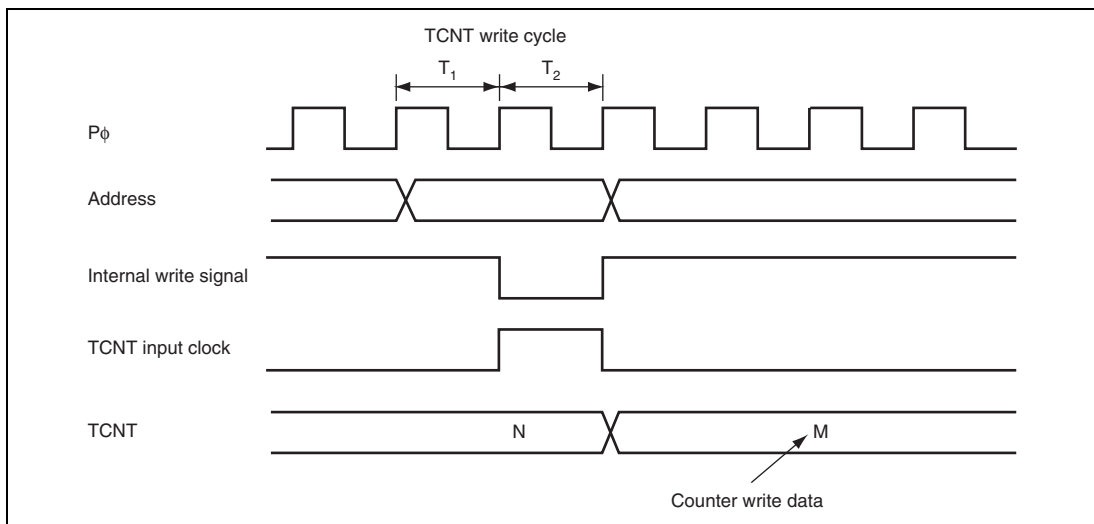 TCNT write cycle
T1 T2
Pϕ
Address
Internal write signal
TCNT input clock
TCNT N M
Counter write data